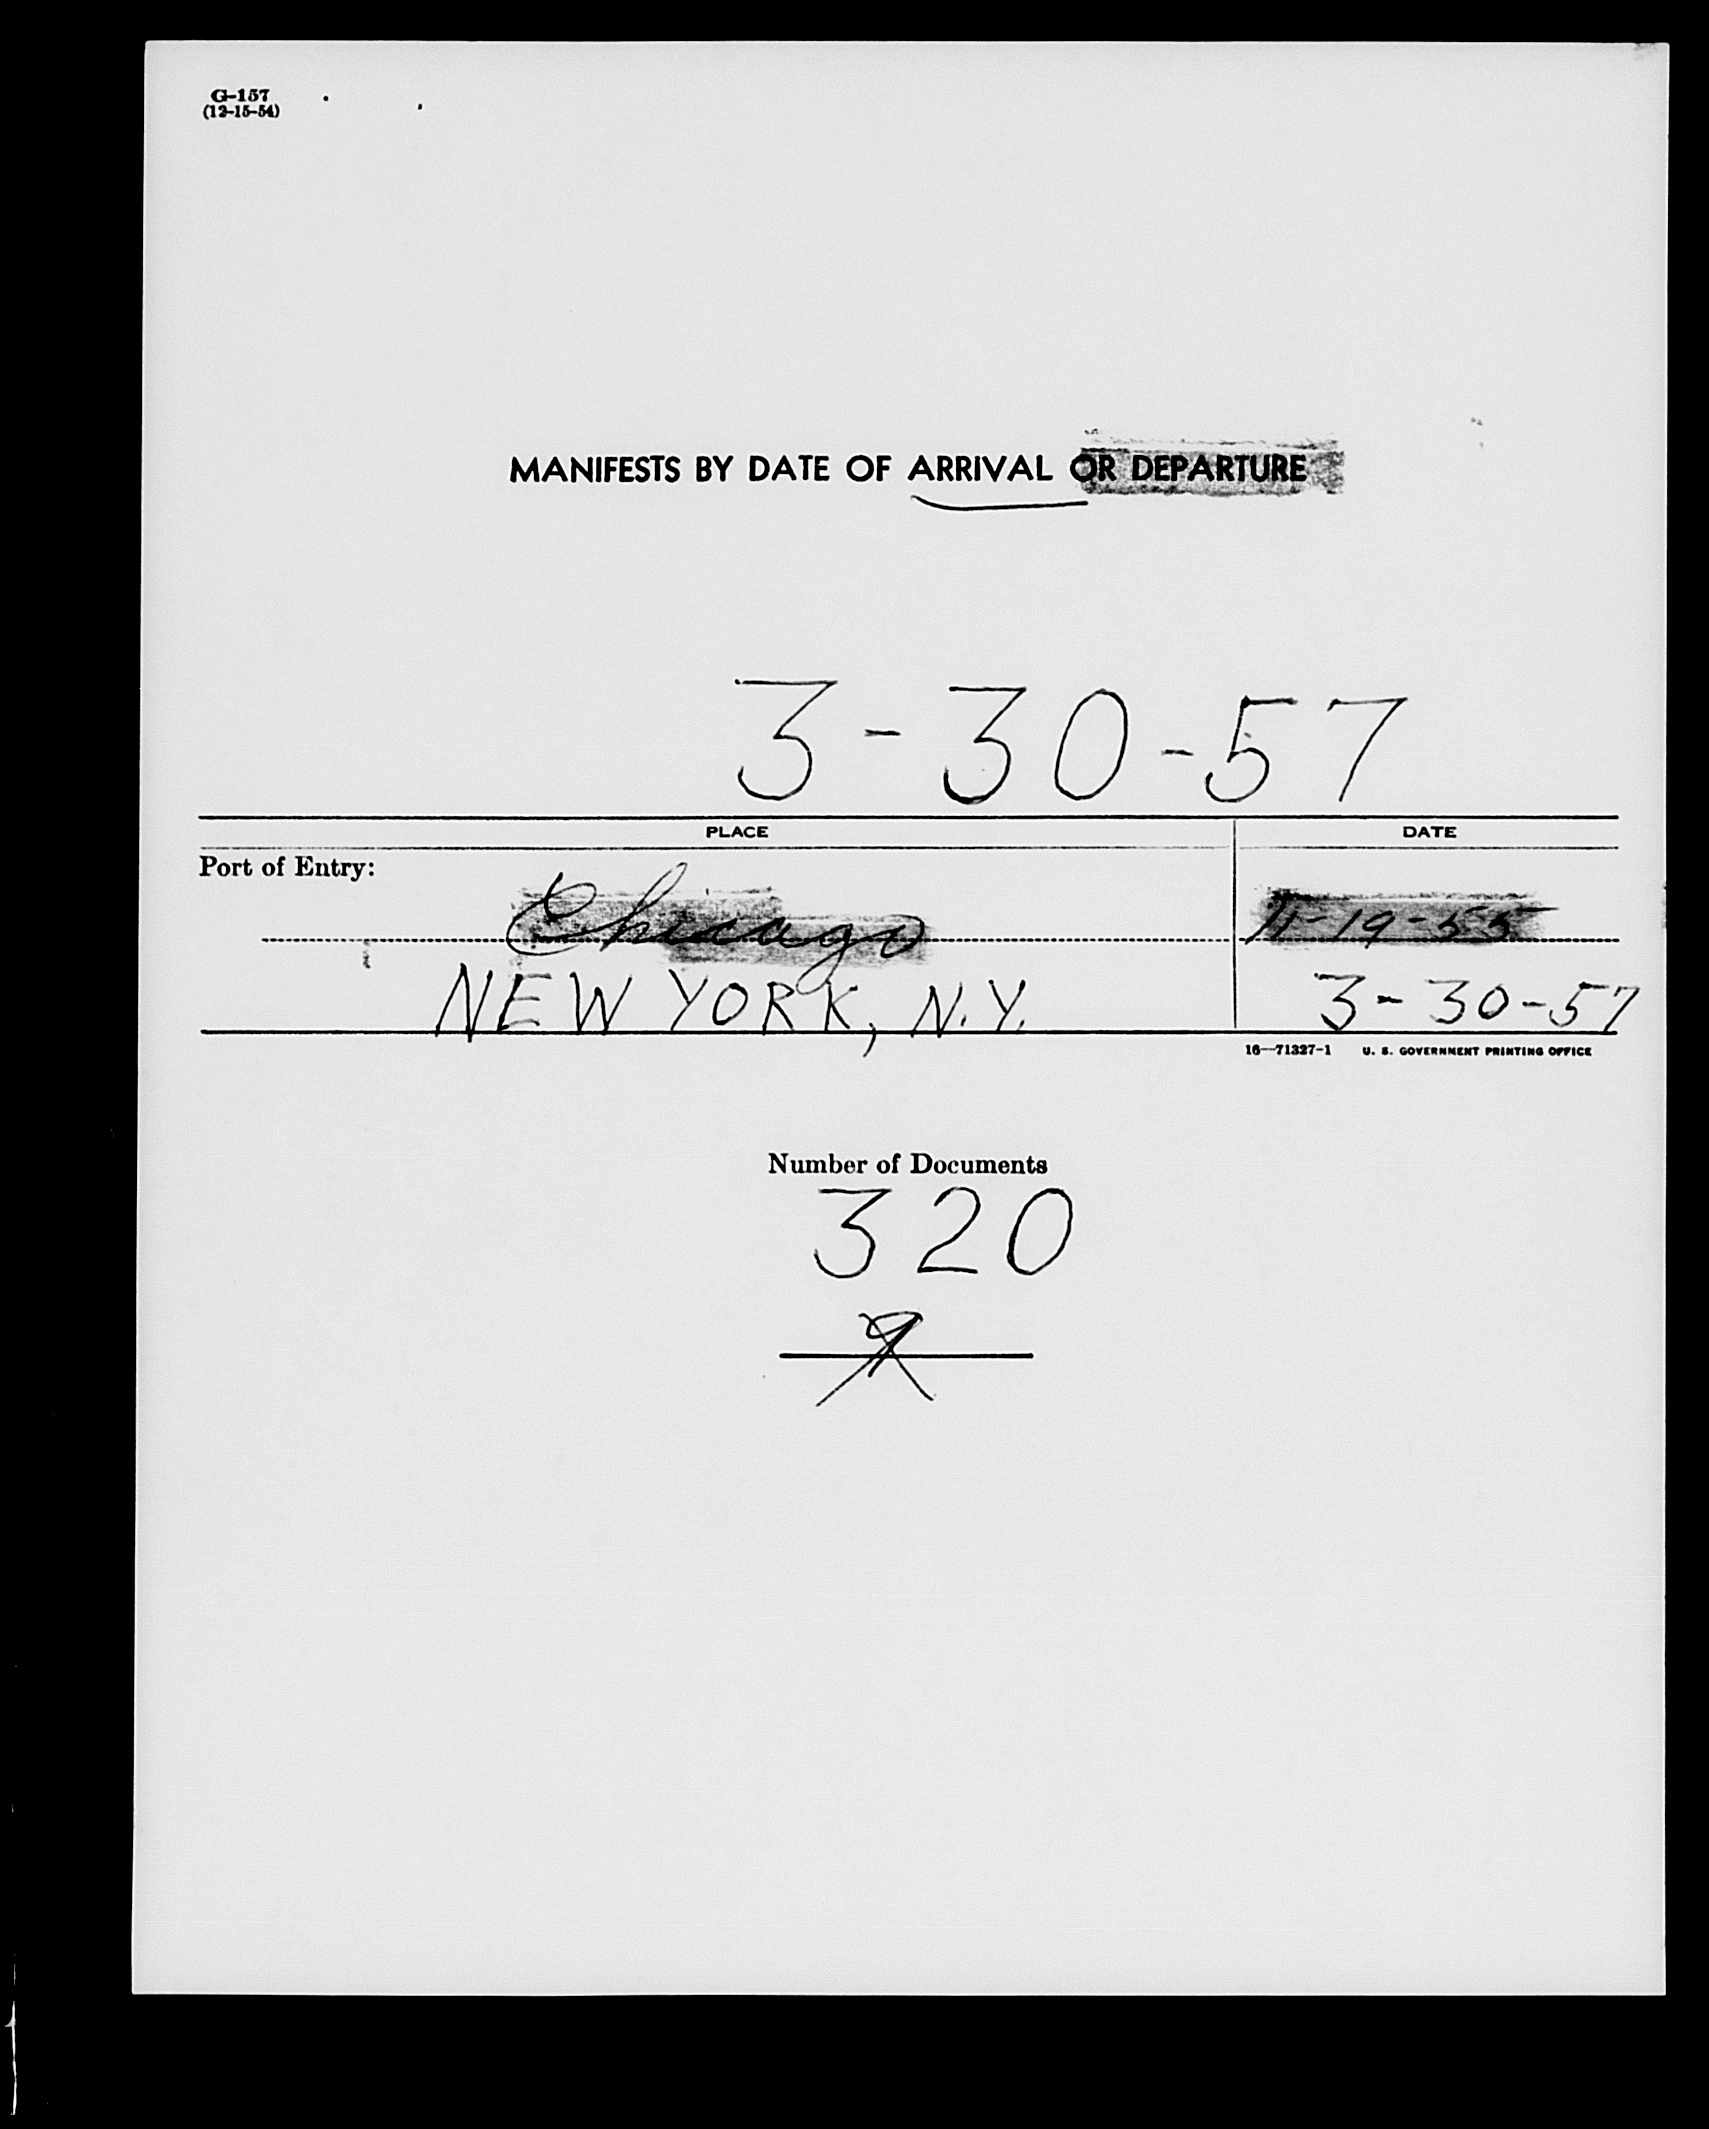 G-157
(12-15-54)
MANIFESTS BY DATE OF ARRIVAL OR DEPARTURE
3-30-57
PLACE DATE
Port of Entry:
Chicago 11-19-55
NEW YORK, N.Y. 3-30-57
16—71327-1 U. S. GOVERNMENT PRINTING OFFICE
Number of Documents
320
9